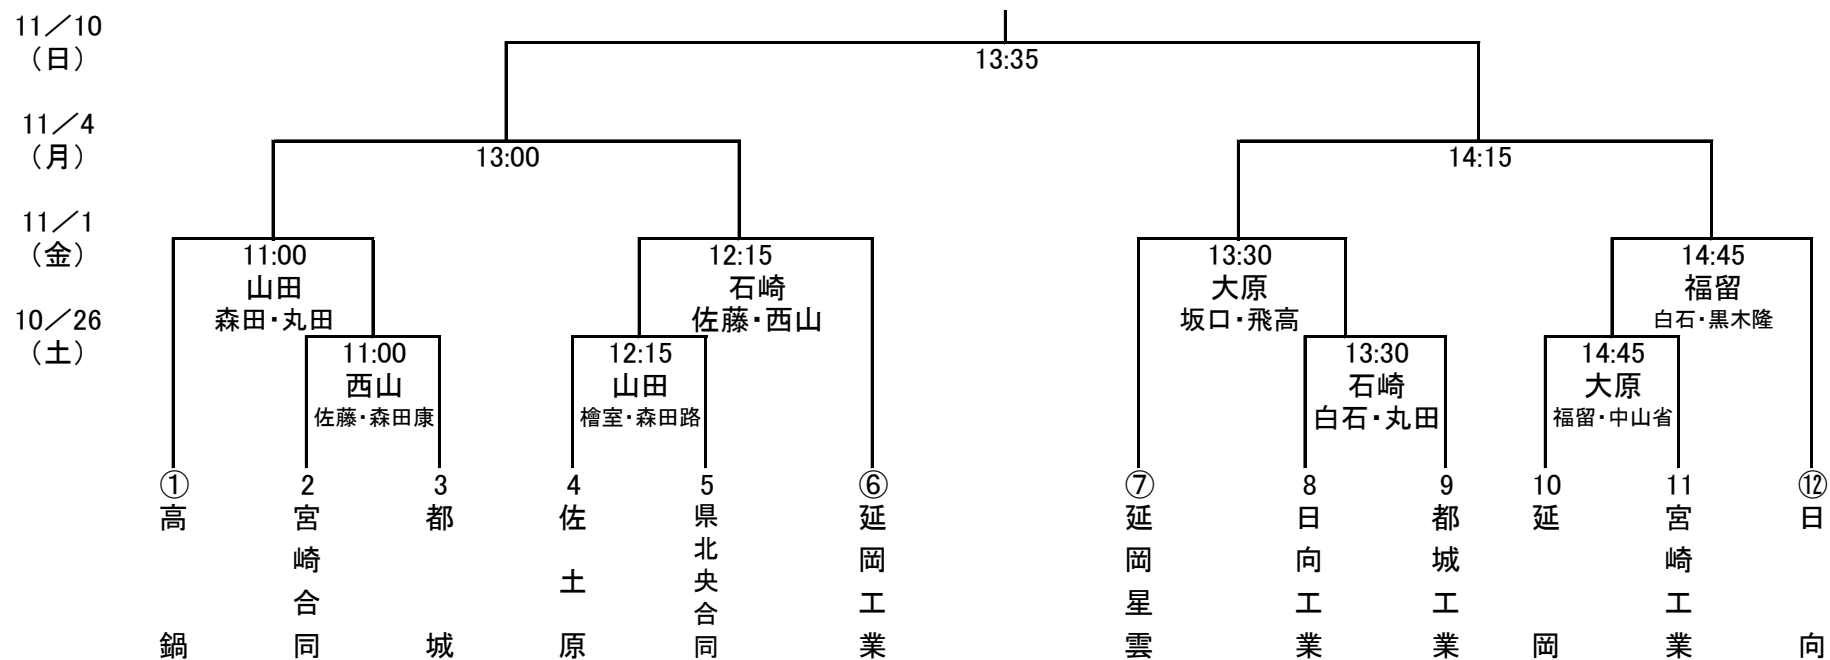 11／10
（日）
13:35
11／4
（月）
13:00
14:15
11／1
（金）
11:00
山田
森田・丸田
12:15
石崎
佐藤・西山
13:30
大原
坂口・飛高
14:45
福留
白石・黒木隆
10／26
（土）
11:00
西山
佐藤・森田康
12:15
山田
檜室・森田路
13:30
石崎
白石・丸田
14:45
大原
福留・中山省
①
高鍋
2
宮崎合同
3
都城
4
佐土原
5
県北央合同
⑥
延岡工業
⑦
延岡星雲
8
日向工業
9
都城工業
10
延岡
11
宮崎工業
⑫
日向